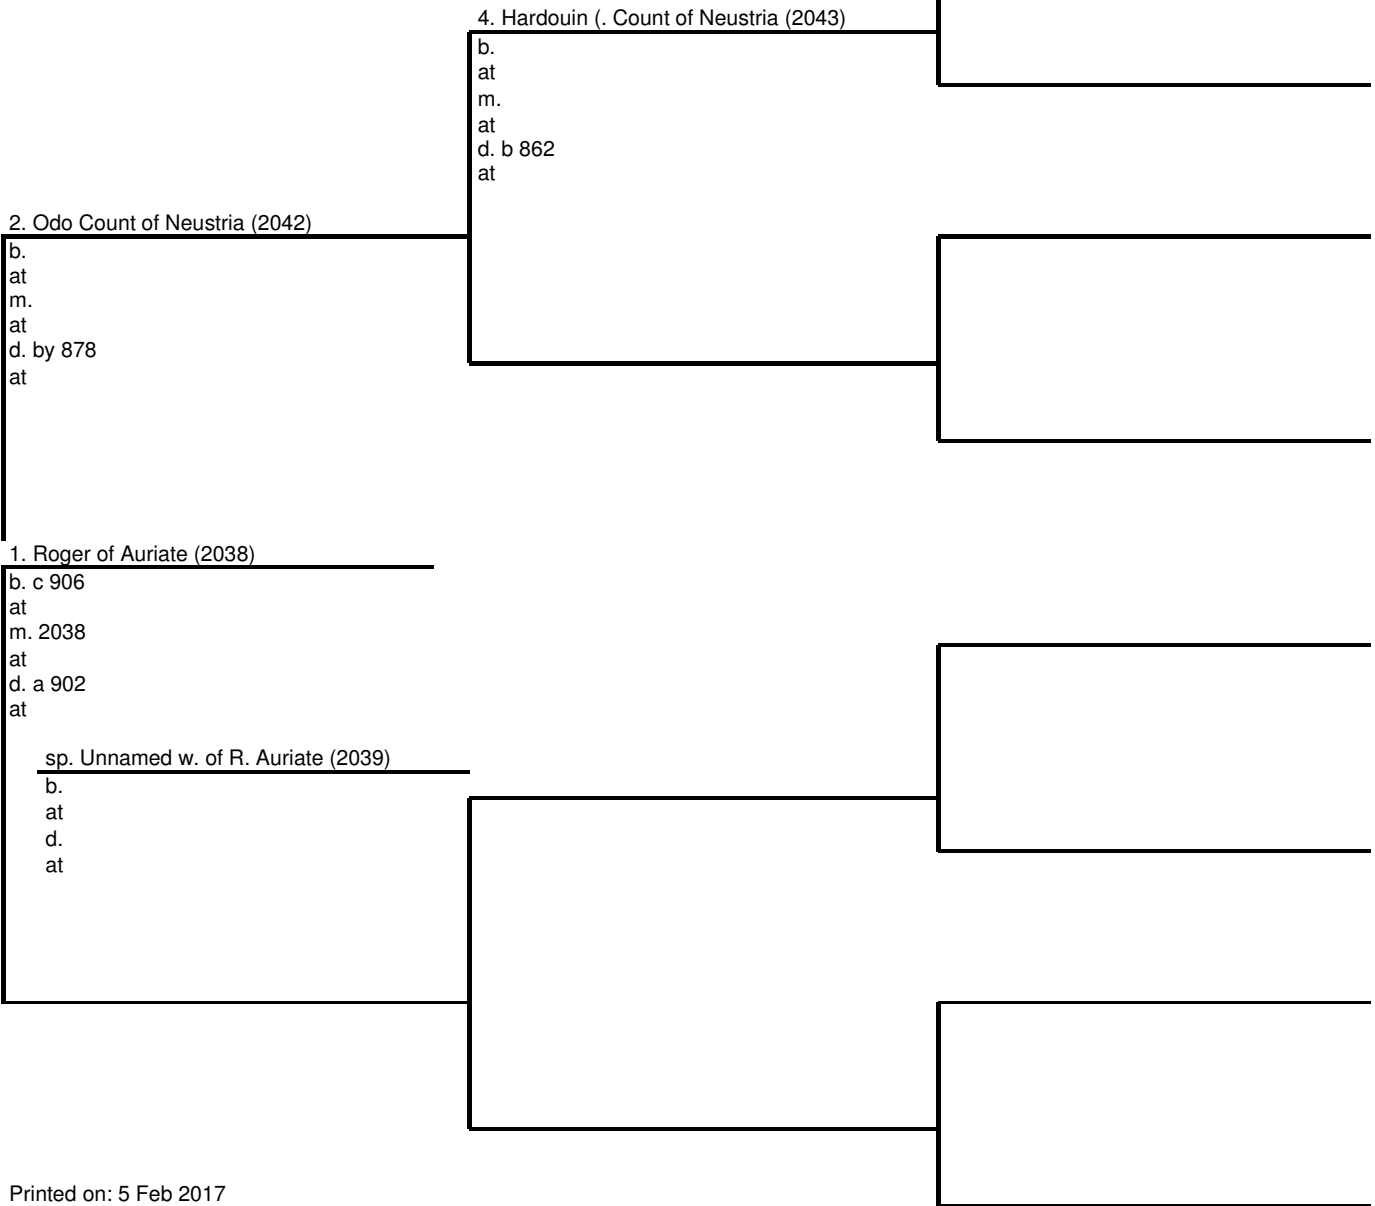 4. Hardouin (. Count of Neustria (2043)
b.
at
m.
at
d. b 862
at
2. Odo Count of Neustria (2042)
b.
at
m.
at
d. by 878
at
1. Roger of Auriate (2038)
b. c 906
at
m. 2038
at
d. a 902
at
sp. Unnamed w. of R. Auriate (2039)
b.
at
d.
at
Printed on: 5 Feb 2017